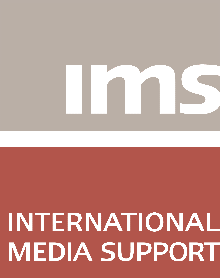 ims
INTERNATIONAL
MEDIA SUPPORT